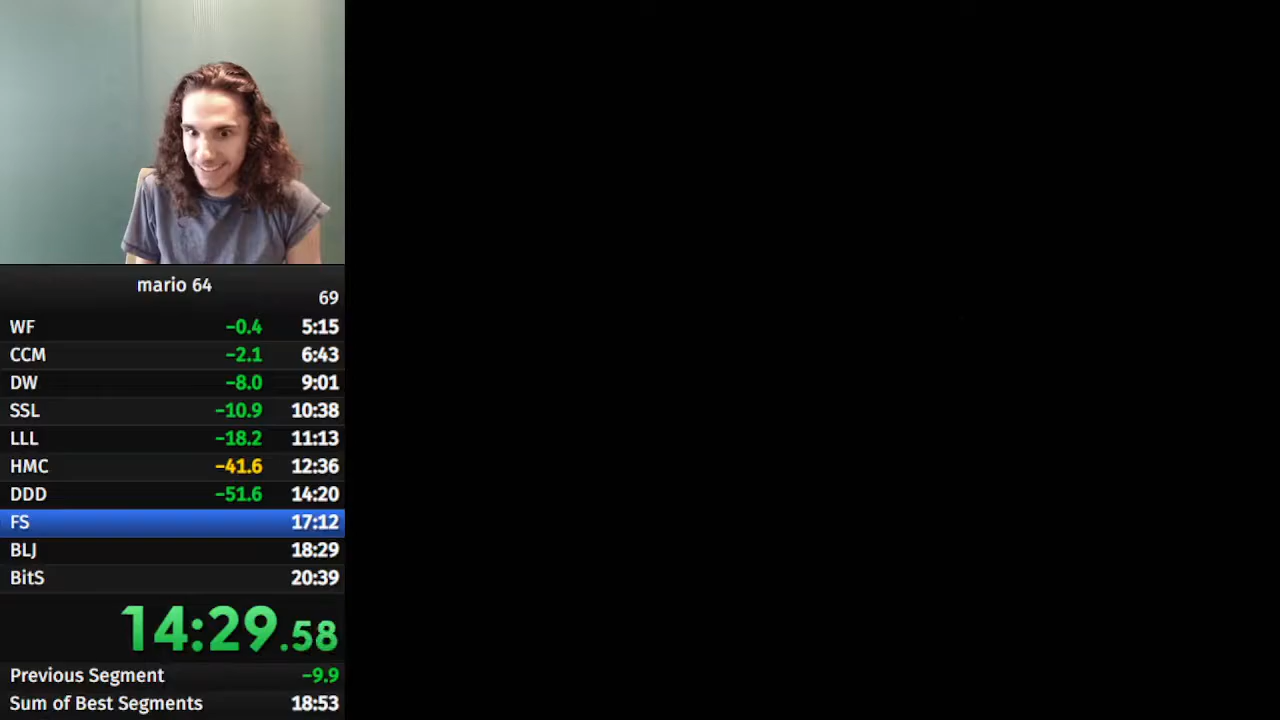 mario 64
69
WF −0.4 5:15
CCM −2.1 6:43
DW −8.0 9:01
SSL −10.9 10:38
LLL −18.2 11:13
HMC −41.6 12:36
DDD −51.6 14:20
FS 17:12
BLJ 18:29
BitS 20:39
14:29.58
Previous Segment −9.9
Sum of Best Segments 18:53